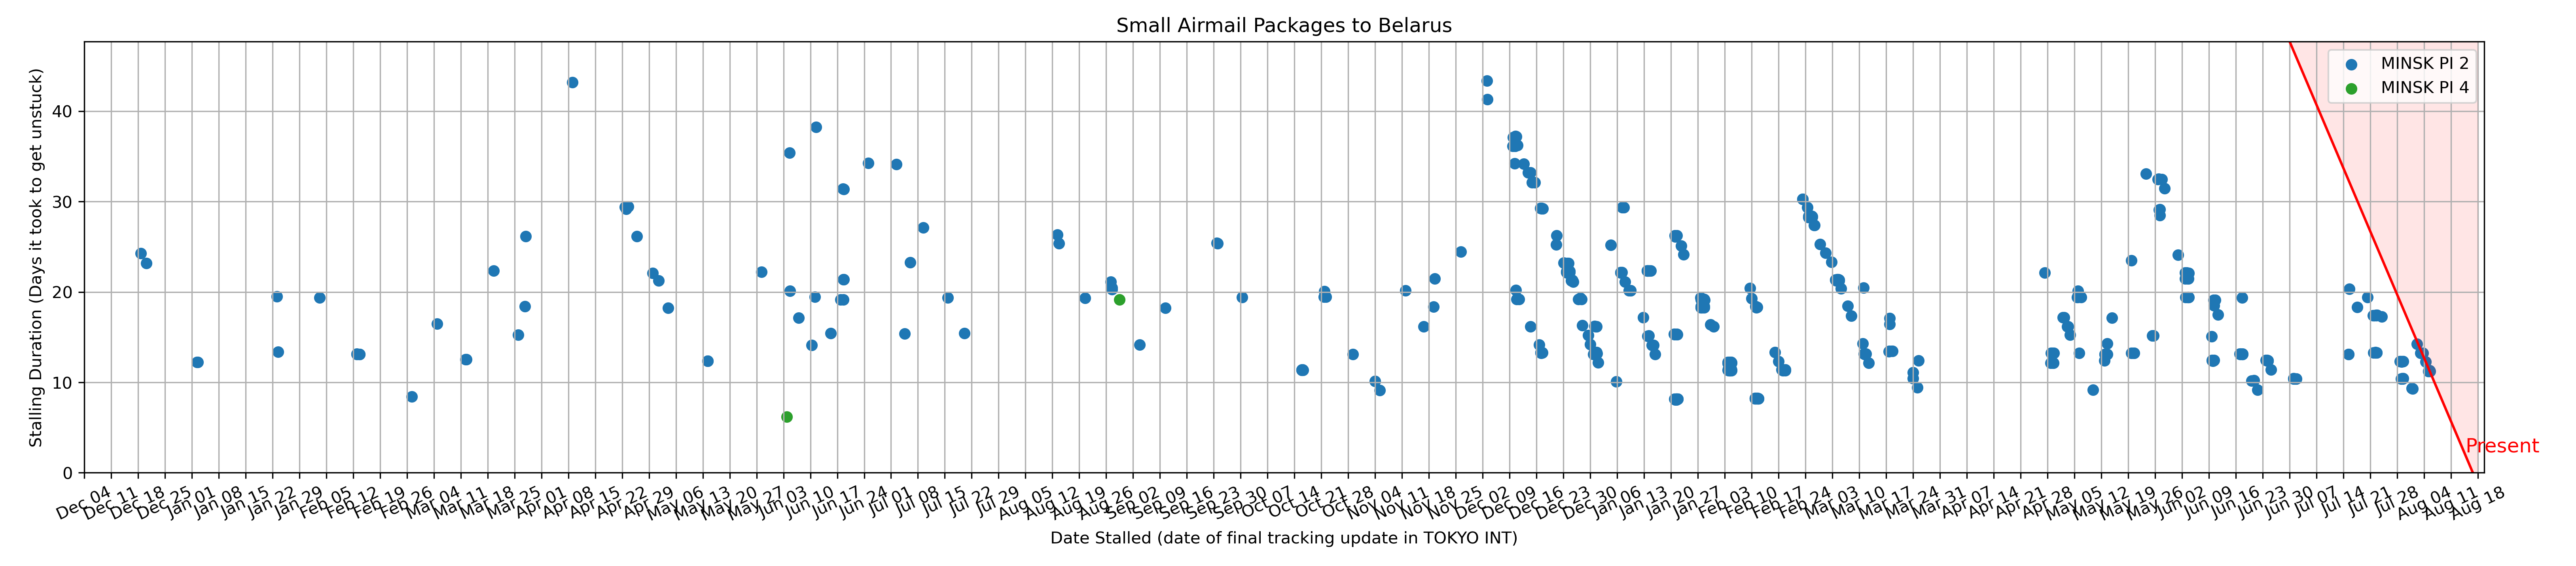 Small Airmail Packages to Belarus
MINSK PI 2
MINSK PI 4
Stalling Duration (Days it took to get unstuck)
40
30
20
10
0
Present
Dec 04
Dec 11
Dec 18
Dec 25
Jan 01
Jan 08
Jan 15
Jan 22
Jan 29
Feb 05
Feb 12
Feb 19
Feb 26
Mar 04
Mar 11
Mar 18
Mar 25
Apr 01
Apr 08
Apr 15
Apr 22
Apr 29
May 06
May 13
May 20
May 27
Jun 03
Jun 10
Jun 17
Jun 24
Jul 01
Jul 08
Jul 15
Jul 22
Jul 29
Aug 05
Aug 12
Aug 19
Aug 26
Sep 02
Sep 09
Sep 16
Sep 23
Sep 30
Oct 07
Oct 14
Oct 21
Oct 28
Nov 04
Nov 11
Nov 18
Nov 25
Dec 02
Dec 09
Dec 16
Dec 23
Dec 30
Jan 06
Jan 13
Jan 20
Jan 27
Feb 03
Feb 10
Feb 17
Feb 24
Mar 03
Mar 10
Mar 17
Mar 24
Mar 31
Apr 07
Apr 14
Apr 21
Apr 28
May 05
May 12
May 19
May 26
Jun 02
Jun 09
Jun 16
Jun 23
Jun 30
Jul 07
Jul 14
Jul 21
Jul 28
Aug 04
Aug 11
Aug 18
Date Stalled (date of final tracking update in TOKYO INT)